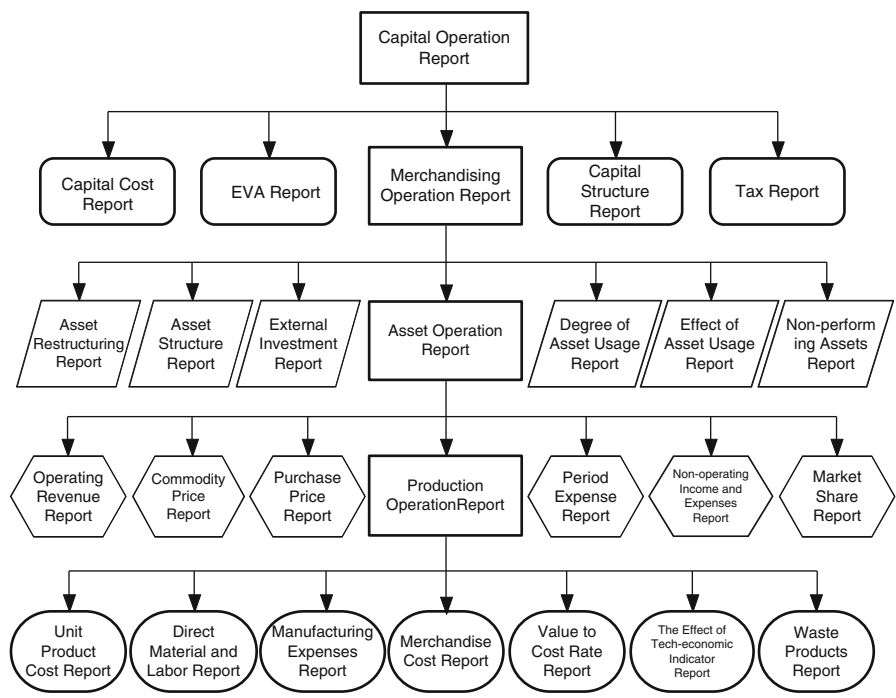 Capital Operation
Report
Capital Cost
Report
EVA Report
Merchandising
Operation Report
Capital
Structure
Report
Tax Report
Asset
Restructuring
Report
Asset
Structure
Report
External
Investment
Report
Asset Operation
Report
Degree of
Asset Usage
Report
Effect of
Asset Usage
Report
Non-perform
ing Assets
Report
Operating
Revenue
Report
Commodity
Price
Report
Purchase
Price
Report
Production
OperationReport
Period
Expense
Report
Non-operating
Income and
Expenses
Report
Market
Share
Report
Unit
Product
Cost Report
Direct
Material and
Labor Report
Manufacturing
Expenses
Report
Merchandise
Cost Report
Value to
Cost Rate
Report
The Effect of
Tech-economic
Indicator
Report
Waste
Products
Report